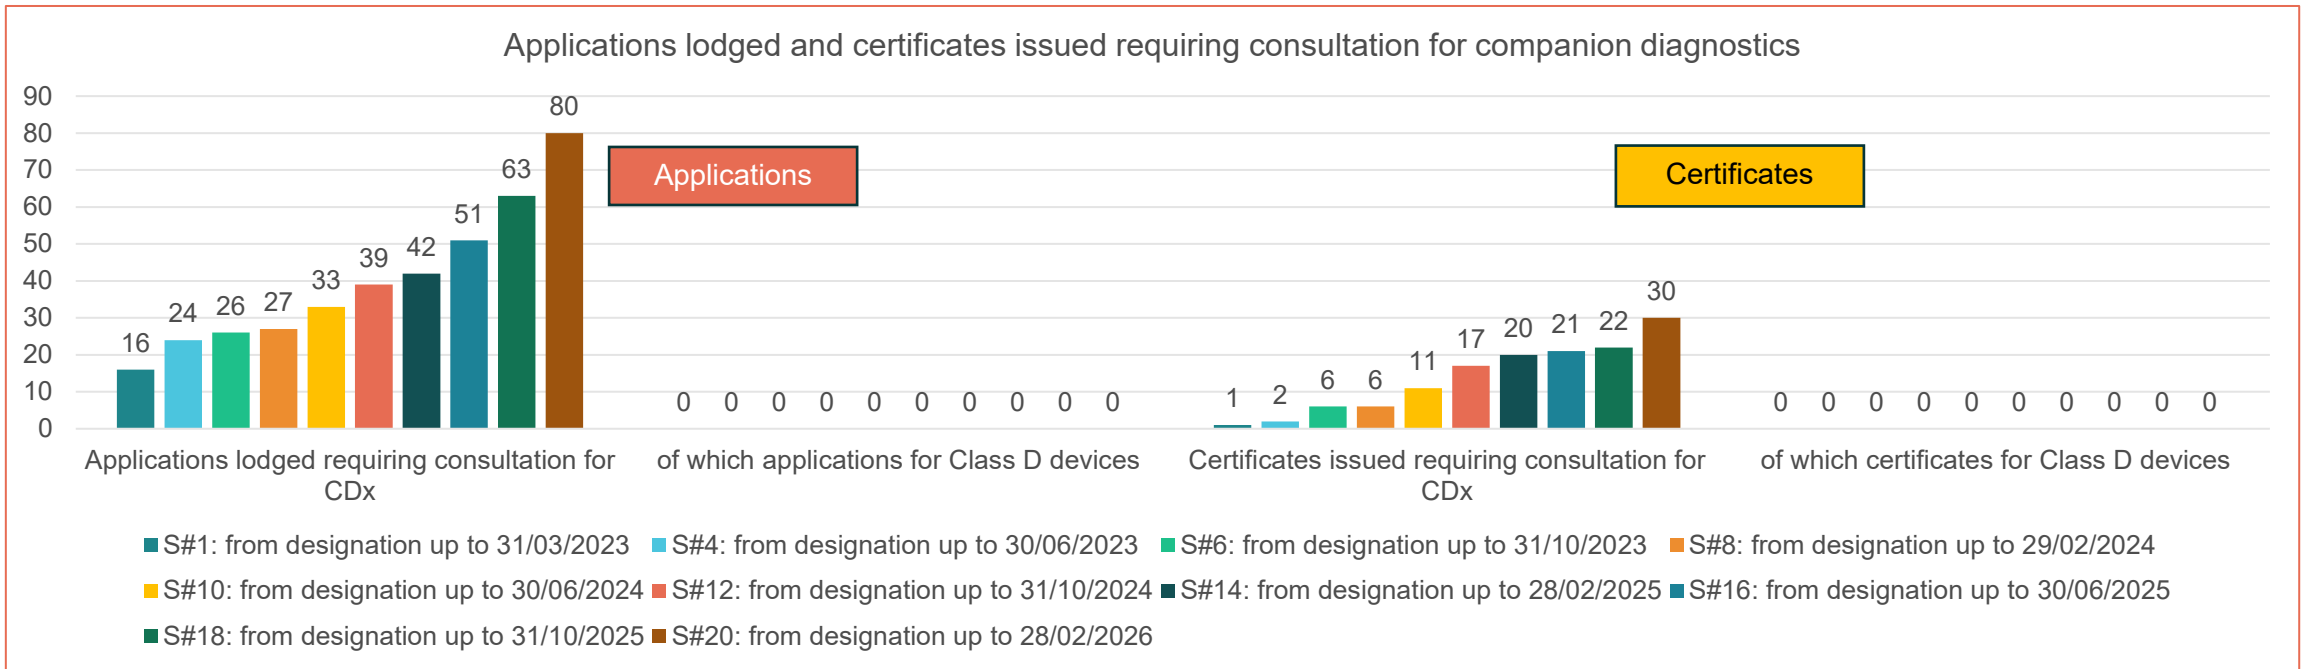 Applications lodged and certificates issued requiring consultation for companion diagnostics
90
80
70
60
50
40
30
20
10
0
16
24
26
27
33
39
42
51
63
80
Applications
0 0 0 0 0 0 0 0 0 0
1
2
6
6
11
17
20
21
22
30
Certificates
0 0 0 0 0 0 0 0 0 0
Applications lodged requiring consultation for
CDx
of which applications for Class D devices
Certificates issued requiring consultation for
CDx
of which certificates for Class D devices
S#1: from designation up to 31/03/2023
S#4: from designation up to 30/06/2023
S#6: from designation up to 31/10/2023
S#8: from designation up to 29/02/2024
S#10: from designation up to 30/06/2024
S#12: from designation up to 31/10/2024
S#14: from designation up to 28/02/2025
S#16: from designation up to 30/06/2025
S#18: from designation up to 31/10/2025
S#20: from designation up to 28/02/2026